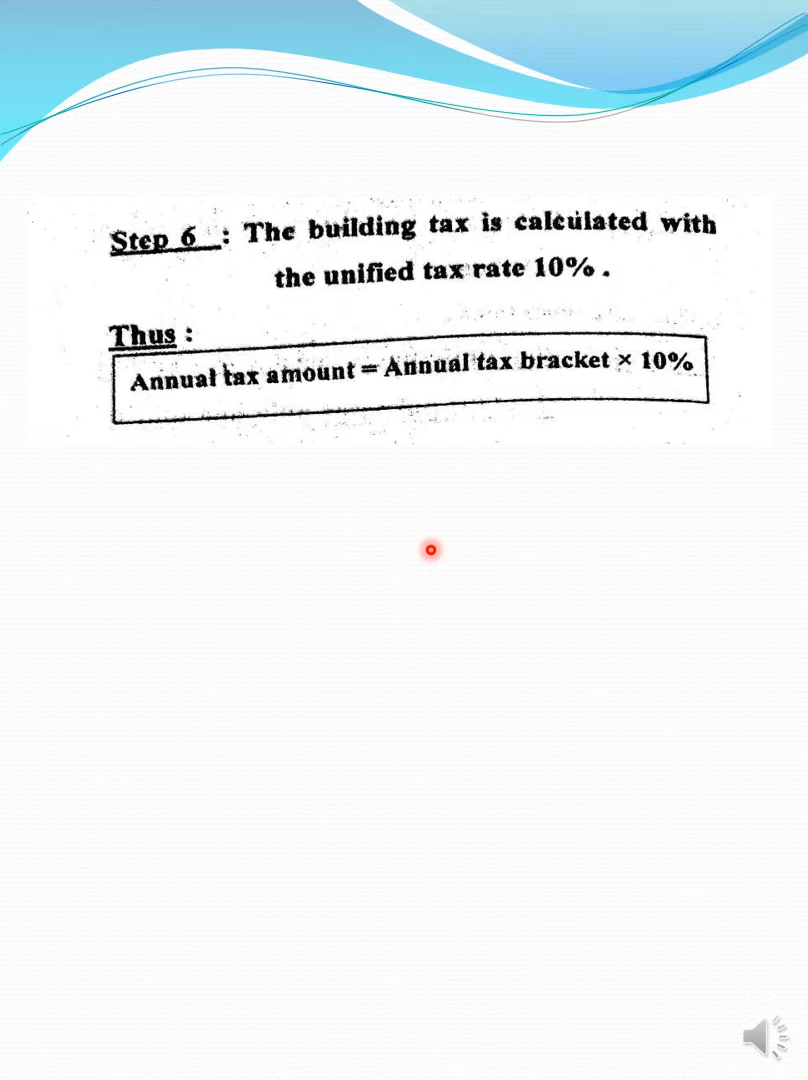 Step 6 : The building tax is calculated with
the unified tax rate 10% .
Thus :
Annual tax amount = Annual tax bracket × 10%